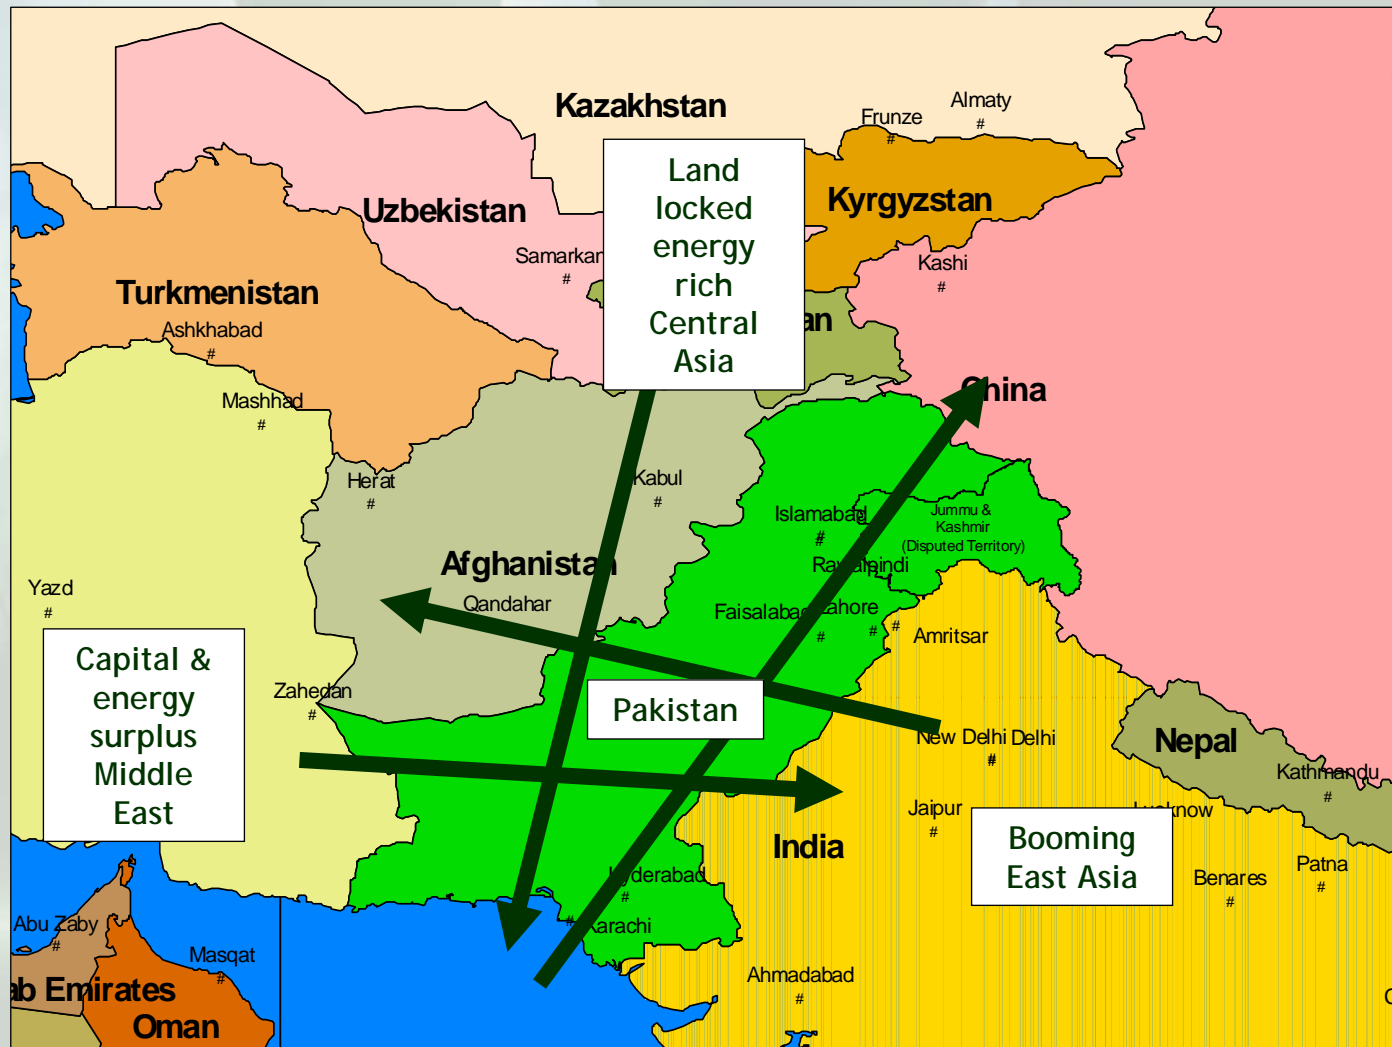 Kazakhstan
Almaty
#
Frunze
#
Land
locked
energy
rich
Central
Asia
Kyrgyzstan
Uzbekistan
Samarkan
#
Kashi
#
Turkmenistan
Ashkhabad
#
an
China
Mashhad
#
Herat
#
Kabul
#
Islamabad
#
Jummu &
Kashmir
(Disputed Territory)
Afghanistan
Rawalpindi
#
Yazd
#
Qandahar
Faisalabad
#
Lahore
#
#
Amritsar
Capital &
energy
surplus
Middle
East
Zahedan
#
Pakistan
New Delhi Delhi
#
Nepal
Kathmandu
#
Jaipur
#
Lucknow
India
Booming
East Asia
Patna
#
Benares
#
Hyderabad
#
Karachi
#
Abu Zaby
#
Masqat
#
Ahmadabad
#
ab Emirates
Oman